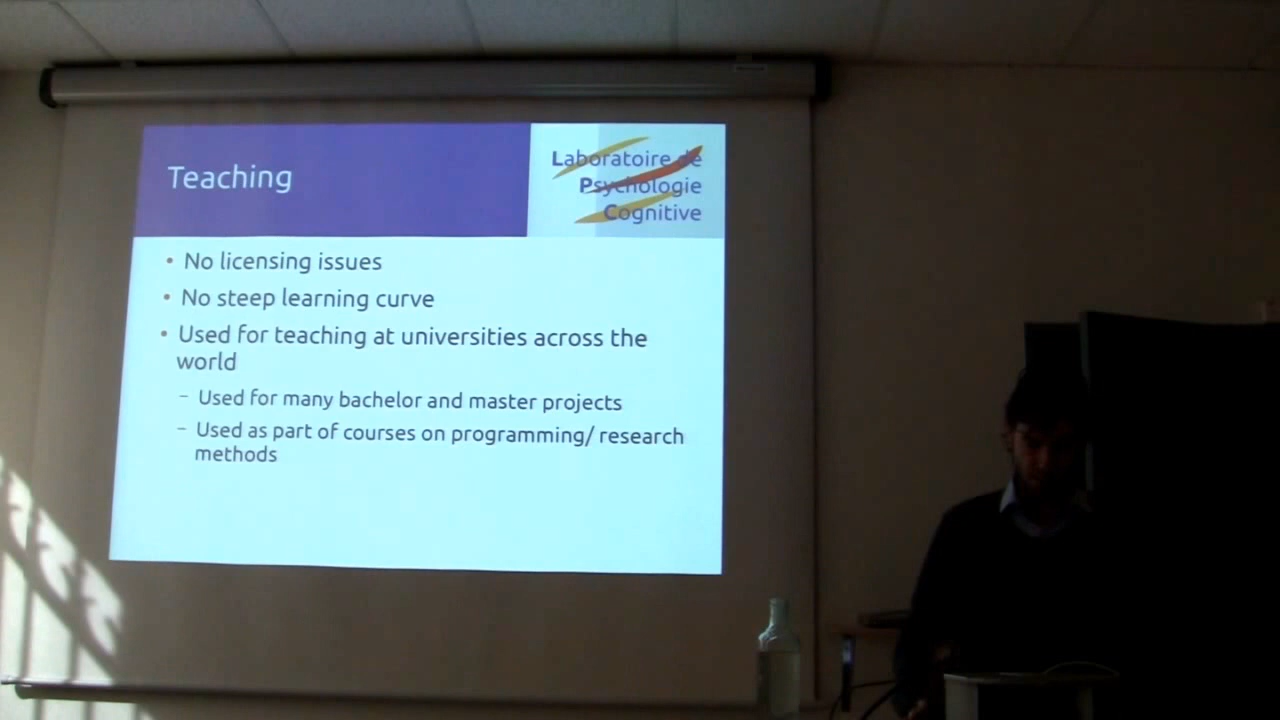 Teaching
Laboratoire de
Psychologie
Cognitive
• No licensing issues
• No steep learning curve
• Used for teaching at universities across the
world
– Used for many bachelor and master projects
– Used as part of courses on programming/ research
methods